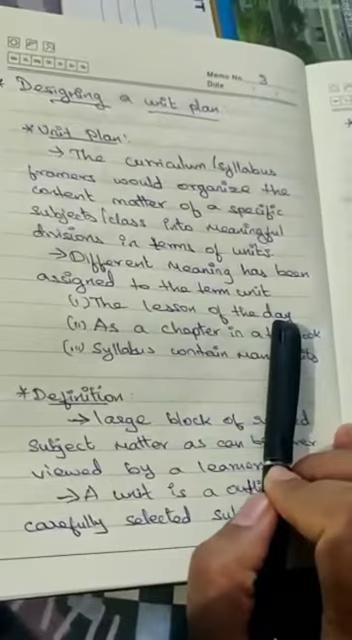 Memo No. 3
Date
* Designing a unit plan
* Unit Plan:
→ The curriculum/syllabus
framers would organize the
content matter of a specific
subjects/class into meaningful
divisions in terms of units
→ Different meaning has been
assigned to the term unit
(i) The lesson of the day
(ii) As a chapter in a
(iii) Syllabus contain
* Definition:
→ large block of
subject matter as can
viewed by a learner
→ A unit is a
carefully selected